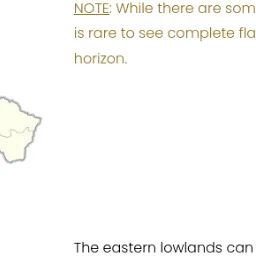 NOTE: While there are som
is rare to see complete fla
horizon.
The eastern lowlands can